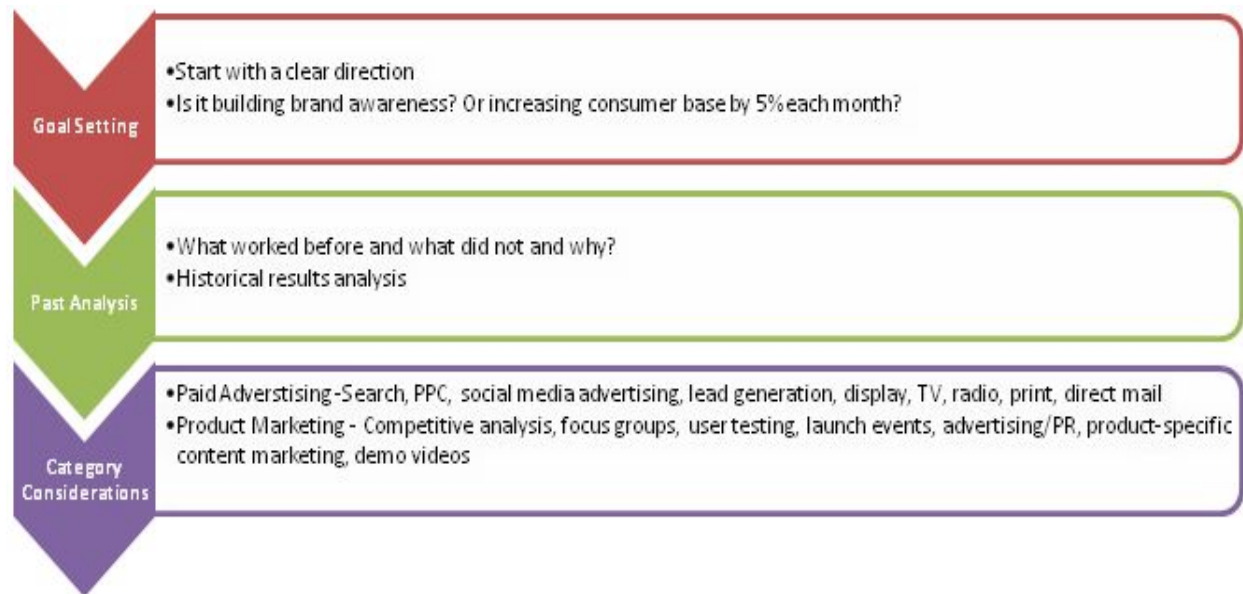 Goal Setting
•Start with a clear direction
•Is it building brand awareness? Or increasing consumer base by 5% each month?
Past Analysis
•What worked before and what did not and why?
•Historical results analysis
Category
Considerations
•Paid Adverstising -Search, PPC, social media advertising, lead generation, display, TV, radio, print, direct mail
•Product Marketing - Competitive analysis, focus groups, user testing, launch events, advertising/PR, product-specific
content marketing, demo videos